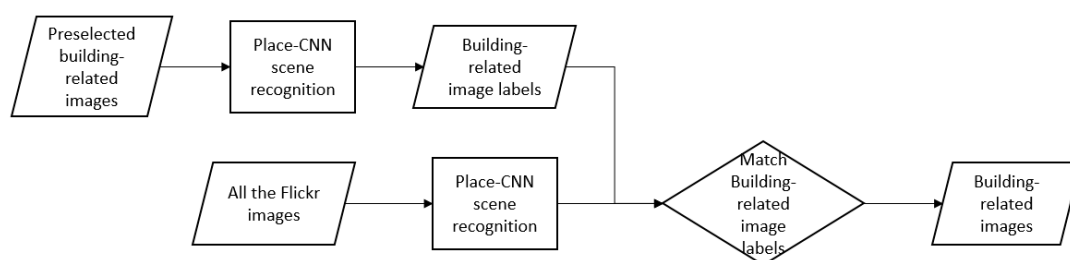 Preselected
building-
related
images
Place-CNN
scene
recognition
Building-
related
image labels
All the Flickr
images
Place-CNN
scene
recognition
Match
Building-
related
image
labels
Building-
related
images